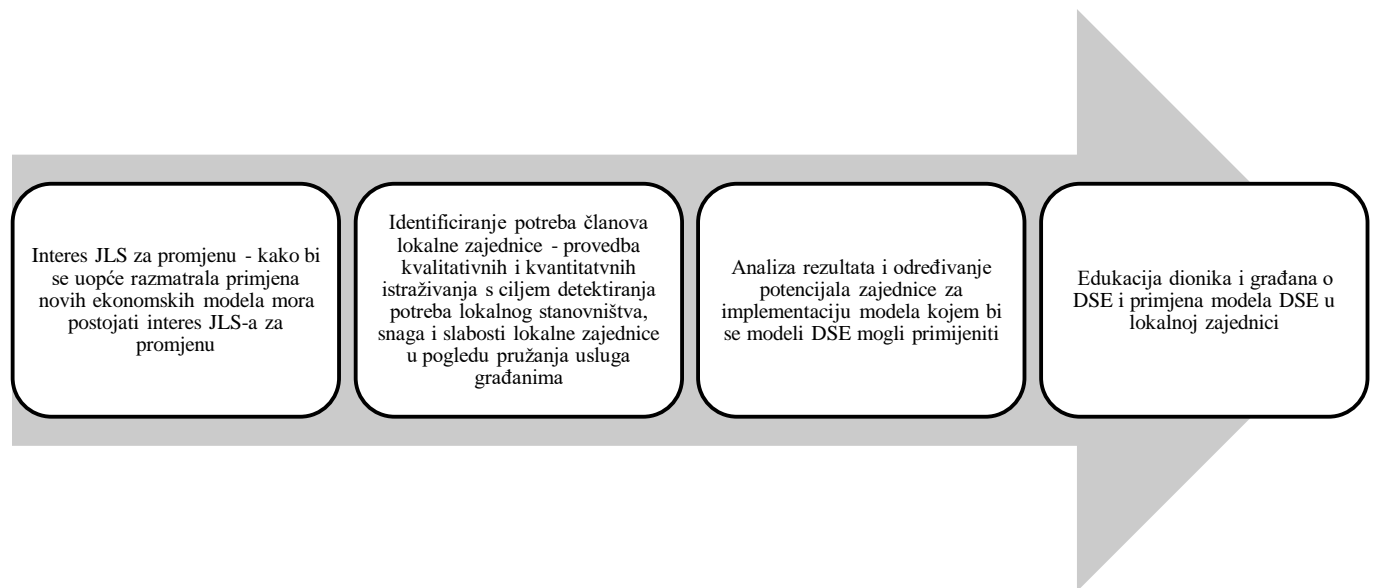 Interes JLS za promjenu - kako bi
se uopće razmatrala primjena
novih ekonomskih modela mora
postojati interes JLS-a za
promjenu
Identificiranje potreba članova
lokalne zajednice - provedba
kvalitativnih i kvantitatvnih
istraživanja s ciljem detektiranja
potreba lokalnog stanovništva,
snaga i slabosti lokalne zajednice
u pogledu pružanja usluga
građanima
Analiza rezultata i određivanje
potencijala zajednice za
implementaciju modela kojem bi
se modeli DSE mogli primijeniti
Edukacija dionika i građana o
DSE i primjena modela DSE u
lokalnoj zajednici